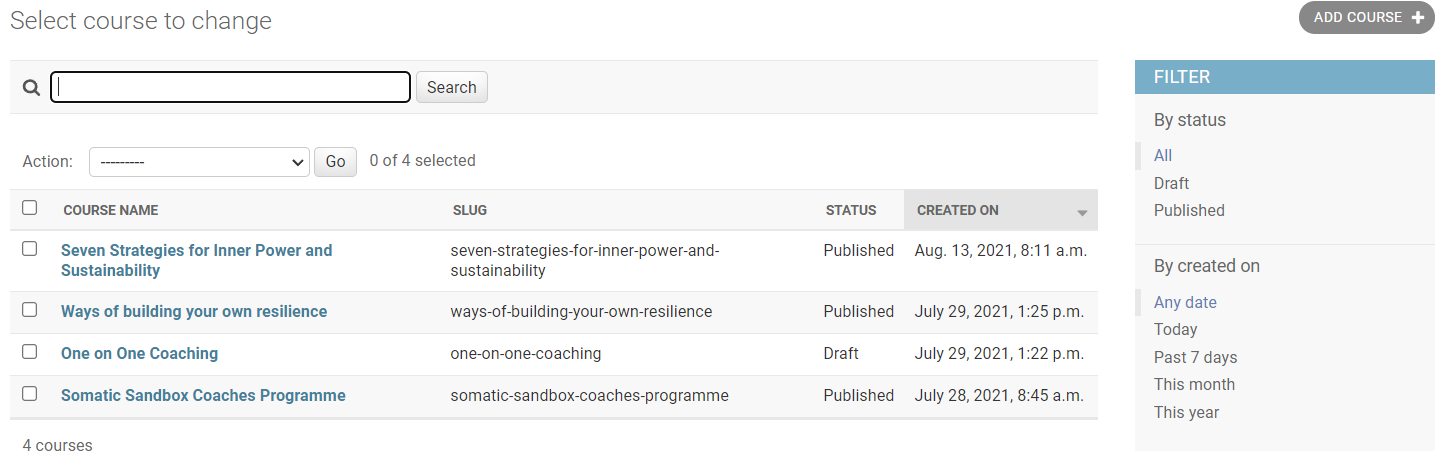 Select course to change
ADD COURSE
Search
Action: --------- Go 0 of 4 selected
COURSE NAME SLUG STATUS CREATED ON
Seven Strategies for Inner Power and
Sustainability
seven-strategies-for-inner-power-and-
sustainability
Published Aug. 13, 2021, 8:11 a.m.
Ways of building your own resilience ways-of-building-your-own-resilience Published July 29, 2021, 1:25 p.m.
One on One Coaching one-on-one-coaching Draft July 29, 2021, 1:22 p.m.
Somatic Sandbox Coaches Programme somatic-sandbox-coaches-programme Published July 28, 2021, 8:45 a.m.
4 courses
FILTER
By status
All
Draft
Published
By created on
Any date
Today
Past 7 days
This month
This year